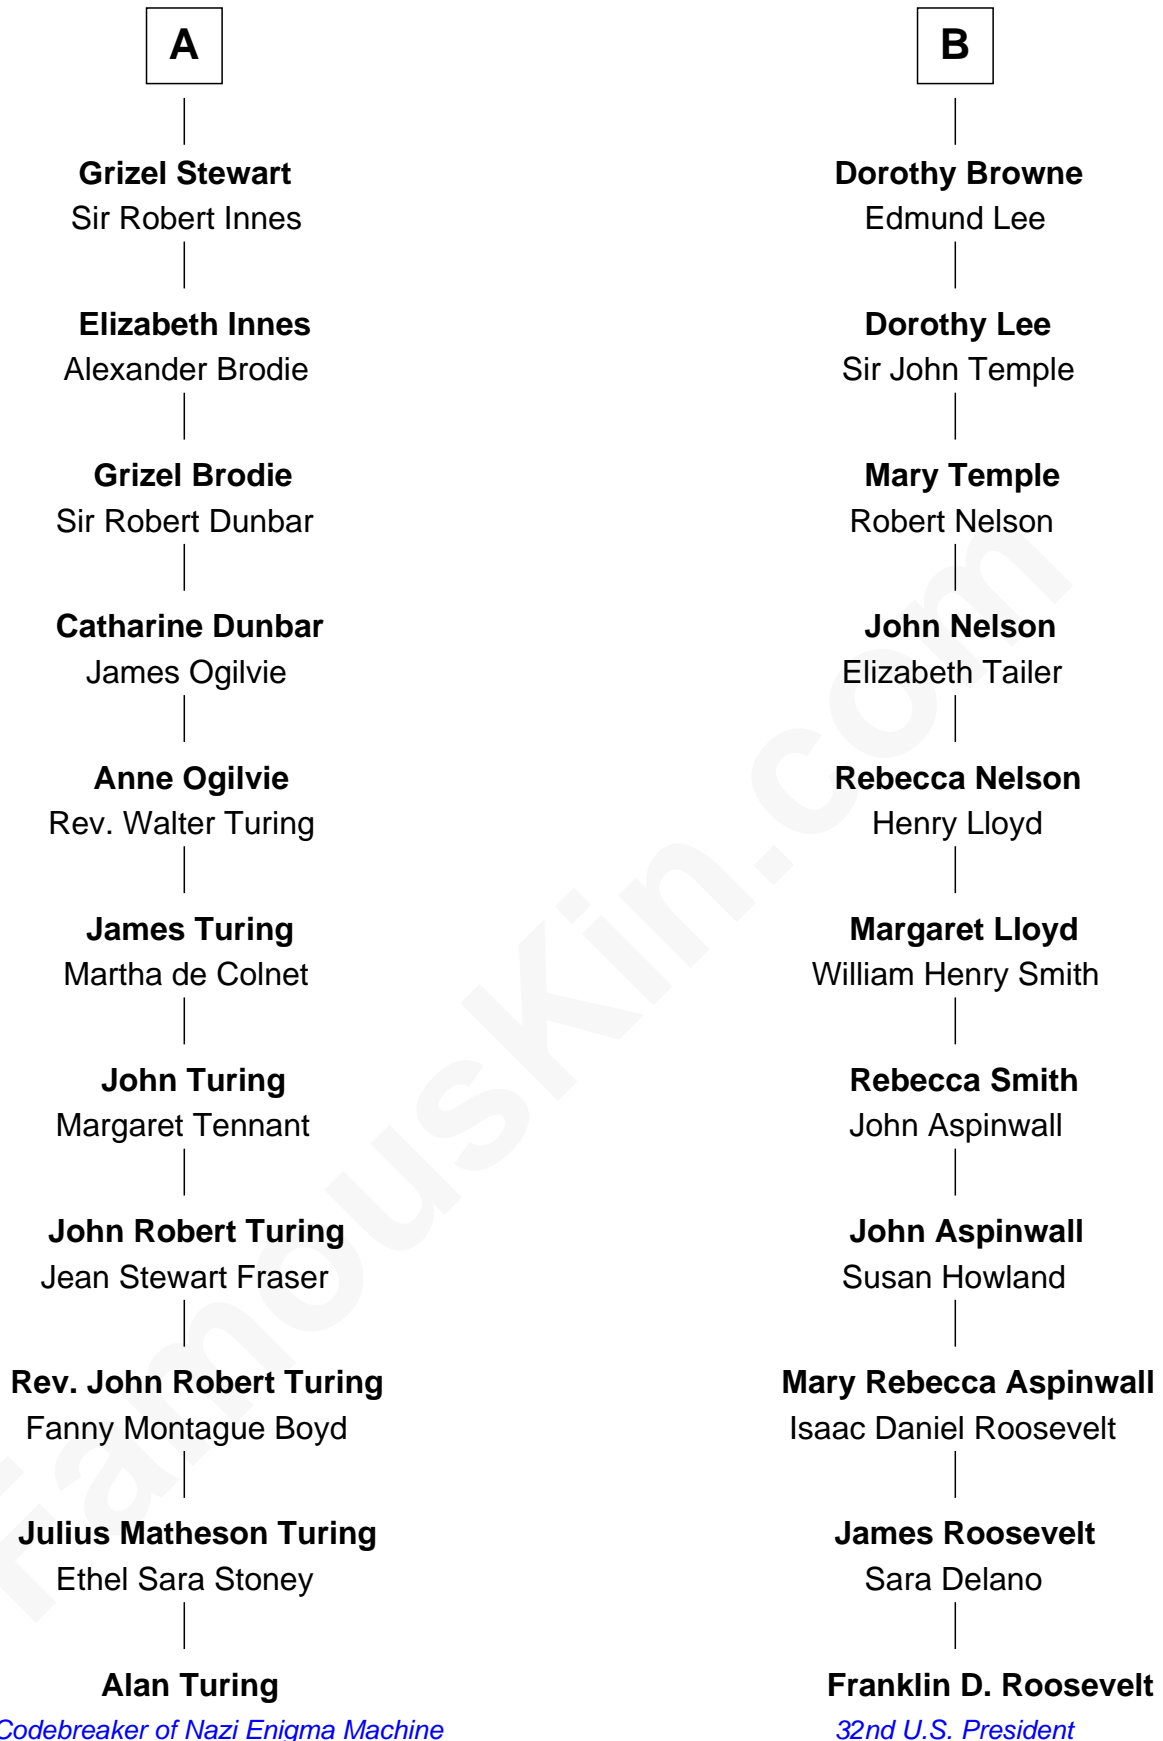 A
Grizel Stewart
Sir Robert Innes
Elizabeth Innes
Alexander Brodie
Grizel Brodie
Sir Robert Dunbar
Catharine Dunbar
James Ogilvie
Anne Ogilvie
Rev. Walter Turing
James Turing
Martha de Colnet
John Turing
Margaret Tennant
John Robert Turing
Jean Stewart Fraser
Rev. John Robert Turing
Fanny Montague Boyd
Julius Matheson Turing
Ethel Sara Stoney
Alan Turing
Codebreaker of Nazi Enigma Machine
B
Dorothy Browne
Edmund Lee
Dorothy Lee
Sir John Temple
Mary Temple
Robert Nelson
John Nelson
Elizabeth Tailer
Rebecca Nelson
Henry Lloyd
Margaret Lloyd
William Henry Smith
Rebecca Smith
John Aspinwall
John Aspinwall
Susan Howland
Mary Rebecca Aspinwall
Isaac Daniel Roosevelt
James Roosevelt
Sara Delano
Franklin D. Roosevelt
32nd U.S. President
FamousKin.com